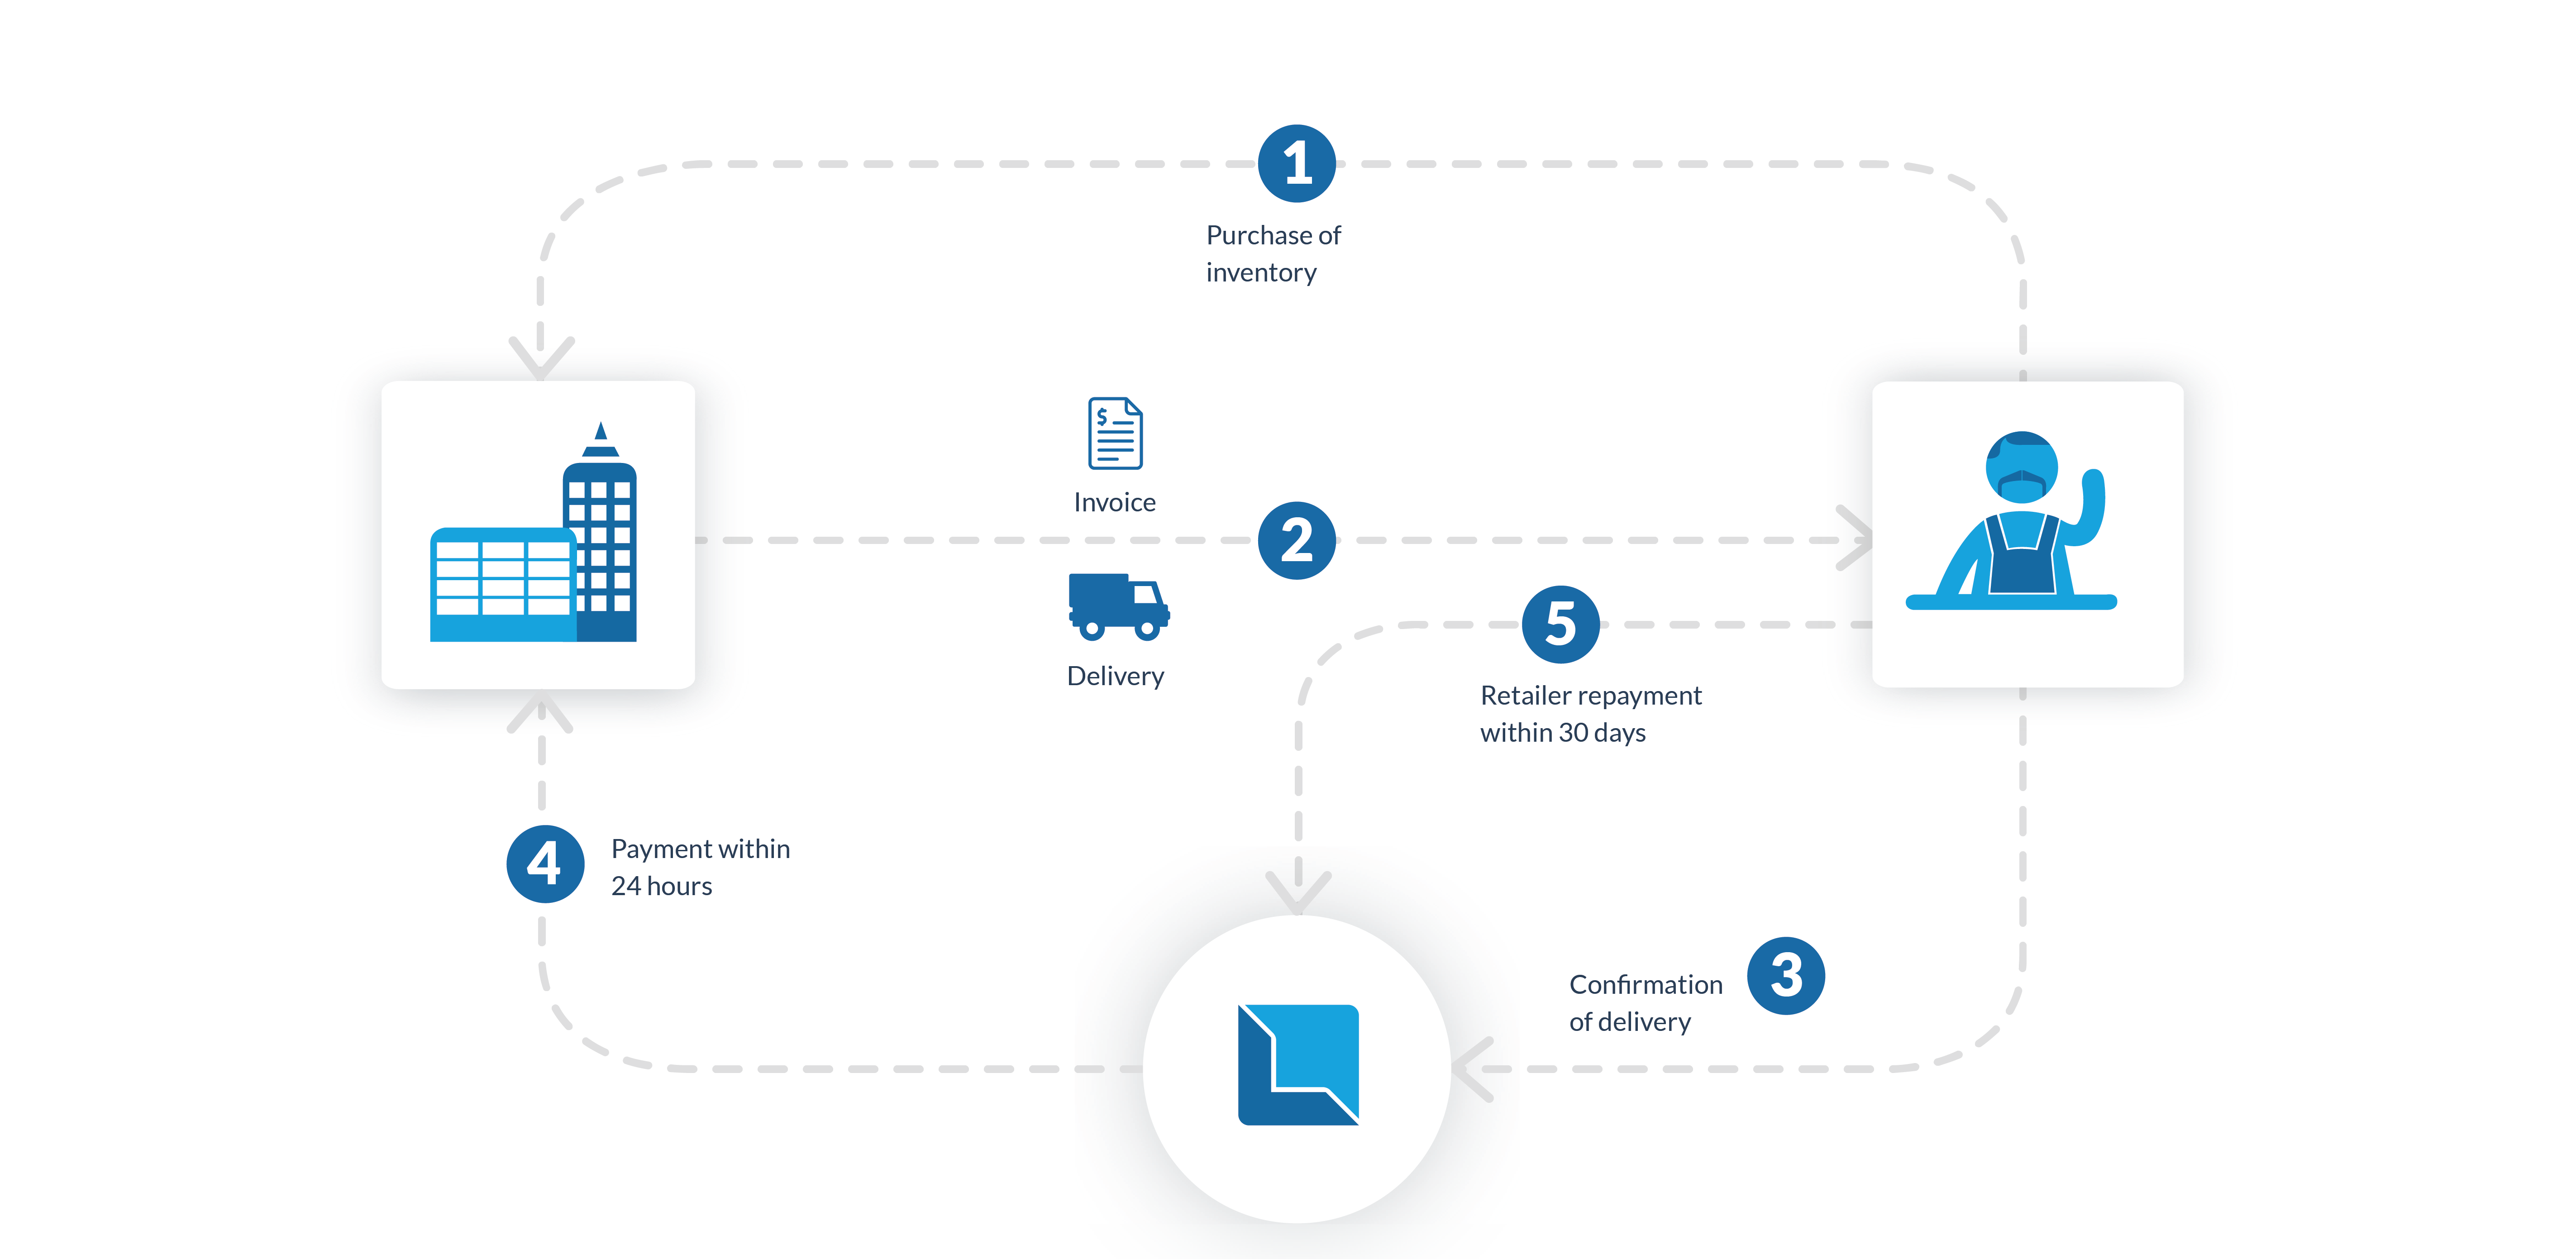 1
Purchase of
inventory
$
Invoice
2
Delivery
5
Retailer repayment
within 30 days
4
Payment within
24 hours
3
Confirmation
of delivery